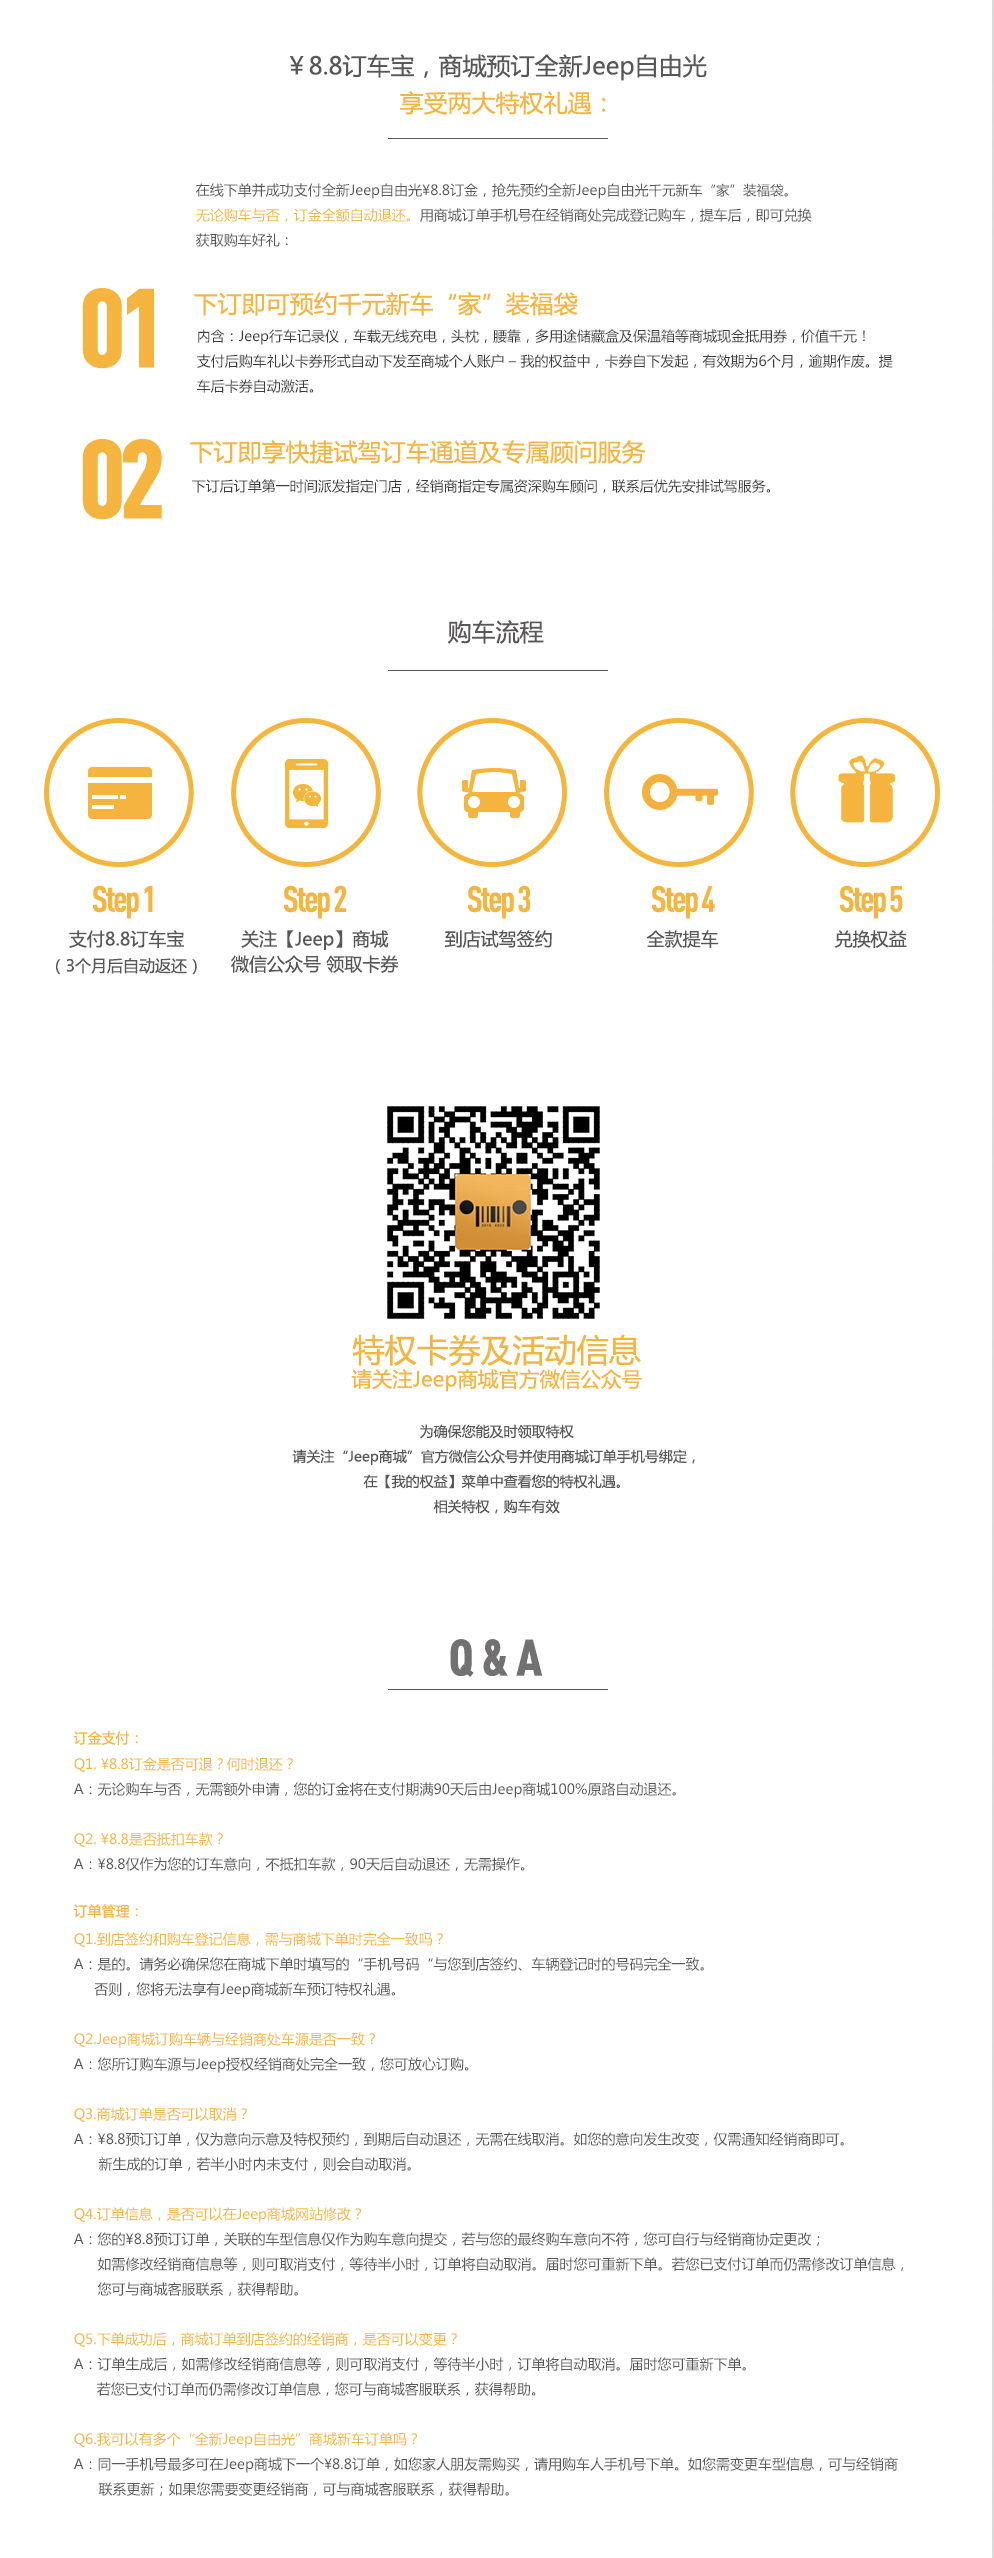 ¥8.8订车宝，商城预订全新Jeep自由光
享受两大特权礼遇：
在线下单并成功支付全新Jeep自由光¥8.8订金，抢先预约全新Jeep自由光千元新车“家”装福袋。
无论购车与否，订金全额自动退还。用商城订单手机号在经销商处完成登记购车，提车后，即可兑换
获取购车好礼：
01
下订即可预约千元新车“家”装福袋
内含：Jeep行车记录仪，车载无线充电，头枕，腰靠，多用途储藏盒及保温箱等商城现金抵用券，价值千元！
支付后购车礼以卡券形式自动下发至商城个人账户 – 我的权益中，卡券自下发起，有效期为6个月，逾期作废。提
车后卡券自动激活。
02
下订即享快捷试驾订车通道及专属顾问服务
下订后订单第一时间派发指定门店，经销商指定专属资深购车顾问，联系后优先安排试驾服务。
购车流程
Step 1
Step 2
Step 3
Step 4
Step 5
支付8.8订车宝
（3个月后自动返还）
关注【Jeep】商城
微信公众号 领取卡券
到店试驾签约
全款提车
兑换权益
特权卡券及活动信息
请关注Jeep商城官方微信公众号
为确保您能及时领取特权
请关注“Jeep商城”官方微信公众号并使用商城订单手机号绑定，
在【我的权益】菜单中查看您的特权礼遇。
相关特权，购车有效
Q & A
订金支付：
Q1. ¥8.8订金是否可退？何时退还？
A：无论购车与否，无需额外申请，您的订金将在支付期满90天后由Jeep商城100%原路自动退还。
Q2. ¥8.8是否抵扣车款？
A：¥8.8仅作为您的订车意向，不抵扣车款，90天后自动退还，无需操作。
订单管理：
Q1.到店签约和购车登记信息，需与商城下单时完全一致吗？
A：是的。请务必确保您在商城下单时填写的“手机号码“与您到店签约、车辆登记时的号码完全一致。
否则，您将无法享有Jeep商城新车预订特权礼遇。
Q2.Jeep商城订购车辆与经销商处车源是否一致？
A：您所订购车源与Jeep授权经销商处完全一致，您可放心订购。
Q3.商城订单是否可以取消？
A：¥8.8预订订单，仅为意向示意及特权预约，到期后自动退还，无需在线取消。如您的意向发生改变，仅需通知经销商即可。
新生成的订单，若半小时内未支付，则会自动取消。
Q4.订单信息，是否可以在Jeep商城网站修改？
A：您的¥8.8预订订单，关联的车型信息仅作为购车意向提交，若与您的最终购车意向不符，您可自行与经销商协定更改；
如需修改经销商信息等，则可取消支付，等待半小时，订单将自动取消。届时您可重新下单。若您已支付订单而仍需修改订单信息，
您可与商城客服联系，获得帮助。
Q5.下单成功后，商城订单到店签约的经销商，是否可以变更？
A：订单生成后，如需修改经销商信息等，则可取消支付，等待半小时，订单将自动取消。届时您可重新下单。
若您已支付订单而仍需修改订单信息，您可与商城客服联系，获得帮助。
Q6.我可以有多个“全新Jeep自由光”商城新车订单吗？
A：同一手机号最多可在Jeep商城下一个¥8.8订单，如您家人朋友需购买，请用购车人手机号下单。如您需变更车型信息，可与经销商
联系更新；如果您需要变更经销商，可与商城客服联系，获得帮助。